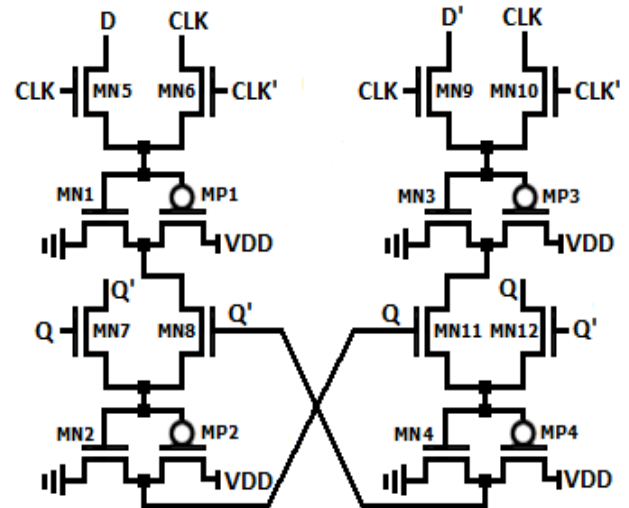 D CLK D' CLK
CLK MN5 MN6 CLK' CLK MN9 MN10 CLK'
MN1 MP1 MN3 MP3
VDD VDD
Q' Q
Q MN7 MN8 Q' Q MN11 MN12 Q'
MN2 MP2 MN4 MP4
VDD VDD